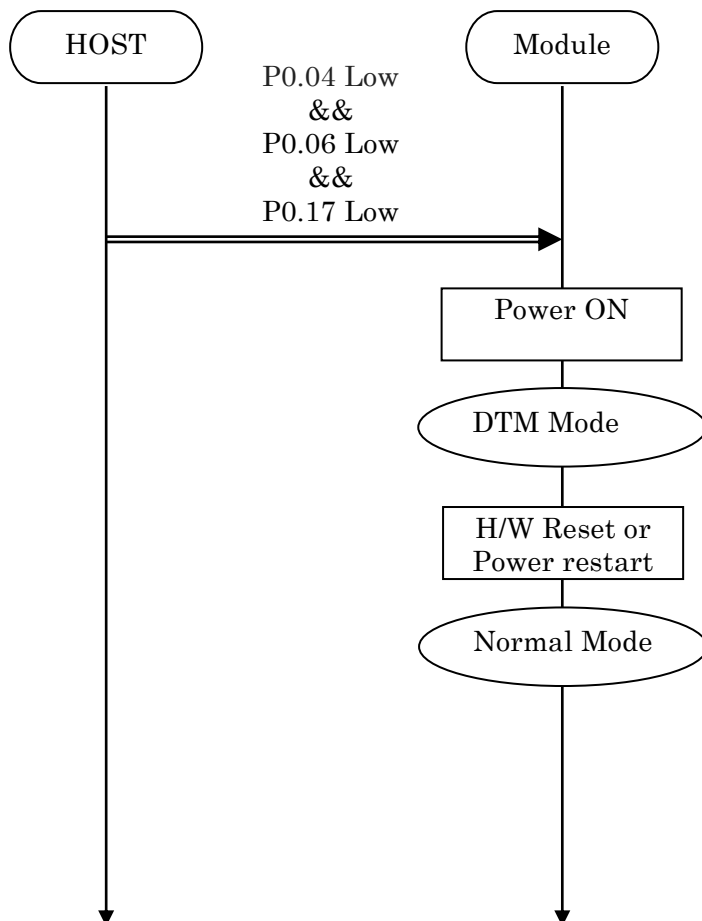 HOST
Module
P0.04 Low
&&
P0.06 Low
&&
P0.17 Low
Power ON
DTM Mode
H/W Reset or
Power restart
Normal Mode